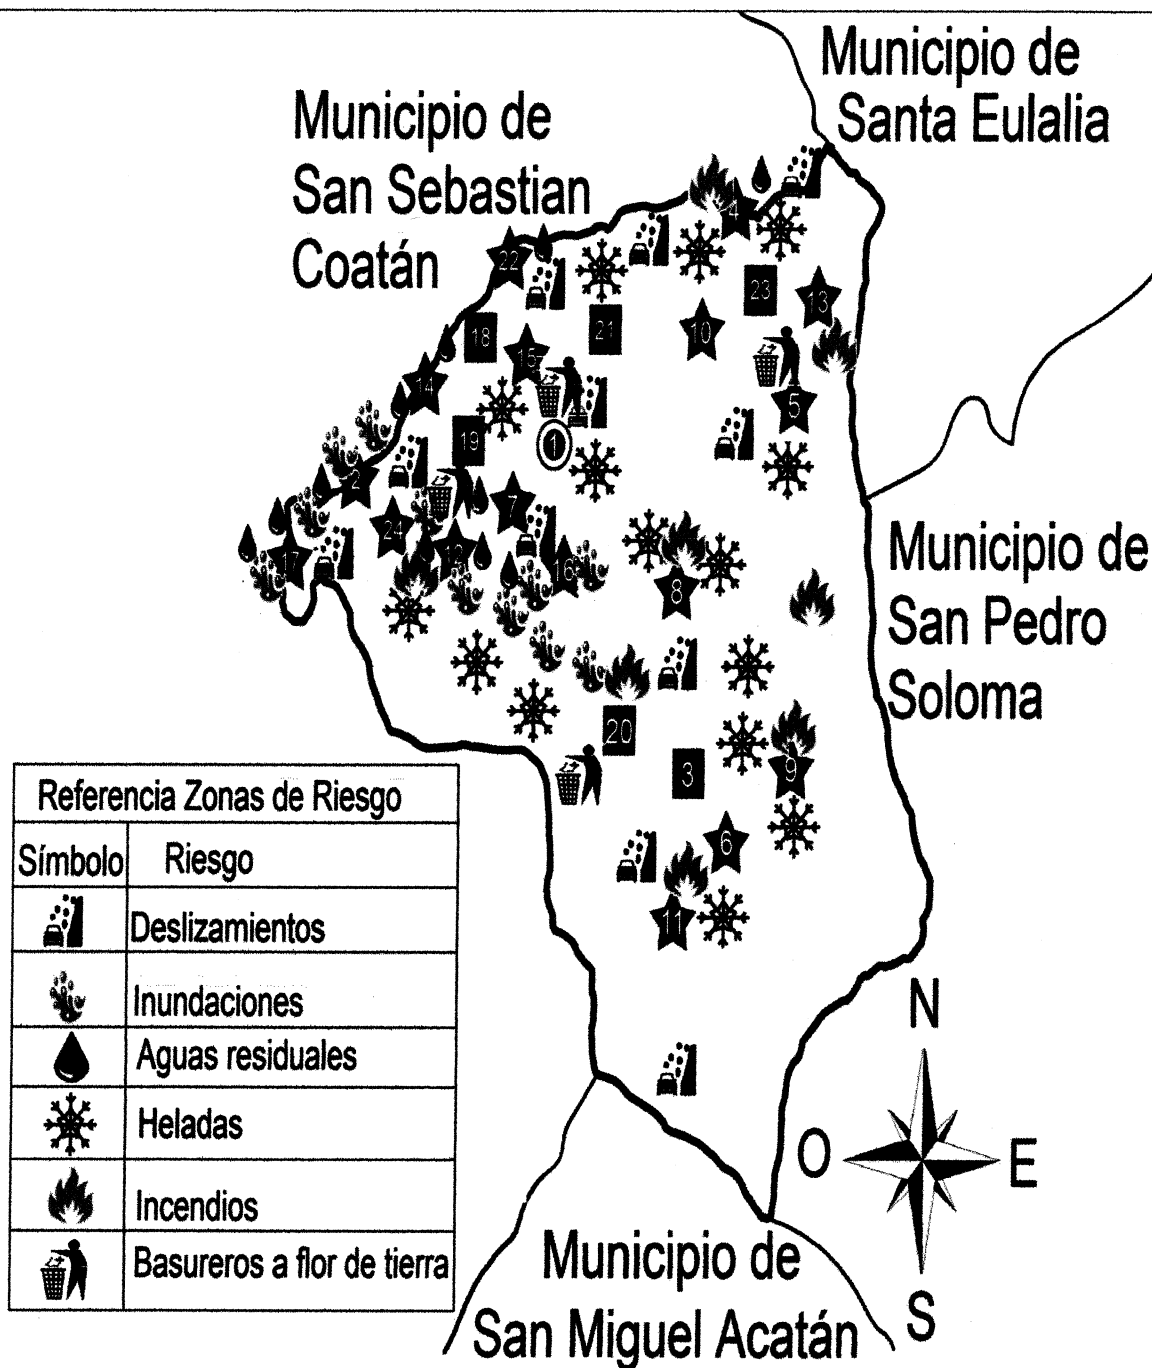 Municipio de
Santa Eulalia
Municipio de
San Sebastian
Coatán
4
22
23
13
18
21
10
15
14
5
19
1
2
7
24
12
17
16
8
Municipio de
San Pedro
Soloma
20
3
9
6
11
Referencia Zonas de Riesgo
Símbolo Riesgo
Deslizamientos
Inundaciones
Aguas residuales
Heladas
Incendios
Basureros a flor de tierra
N
O E
S
Municipio de
San Miguel Acatán